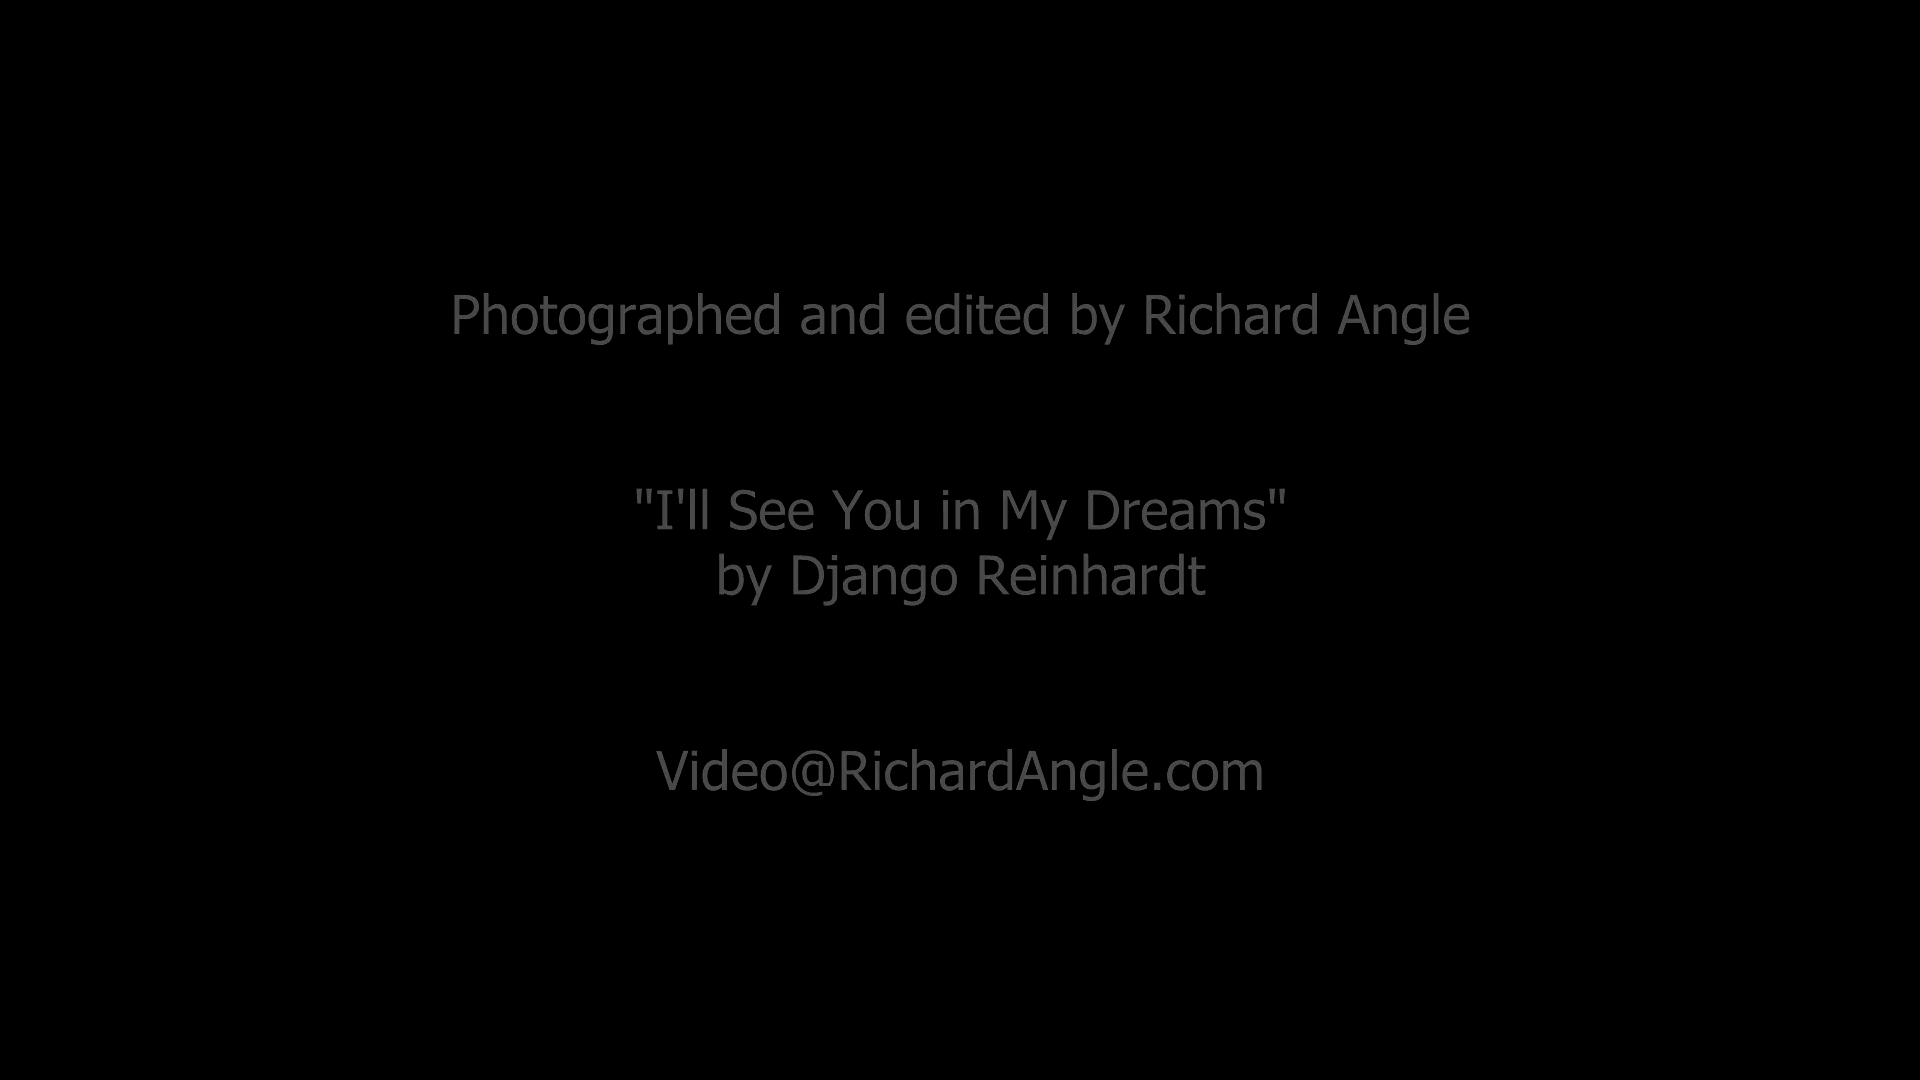 Photographed and edited by Richard Angle
"I'll See You in My Dreams"
by Django Reinhardt
Video@RichardAngle.com